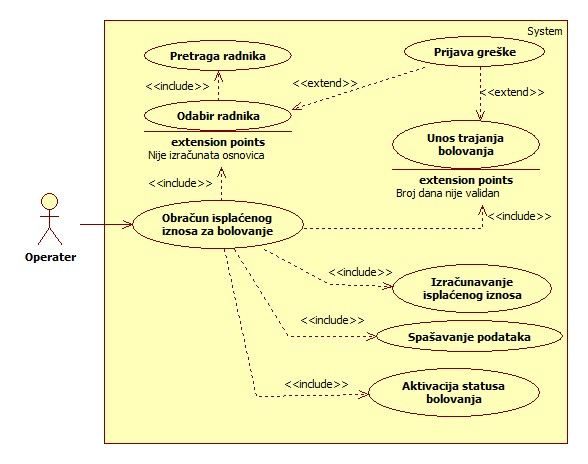 System
Pretraga radnika
Prijava greške
<<include>>
<<extend>>
<<extend>>
Odabir radnika
extension points
Nije izračunata osnovica
Unos trajanja
bolovanja
extension points
Broj dana nije validan
<<include>>
<<include>>
Operater
Obračun isplaćenog
iznosa za bolovanje
<<include>>
Izračunavanje
isplaćenog iznosa
<<include>>
Spašavanje podataka
<<include>>
Aktivacija statusa
bolovanja